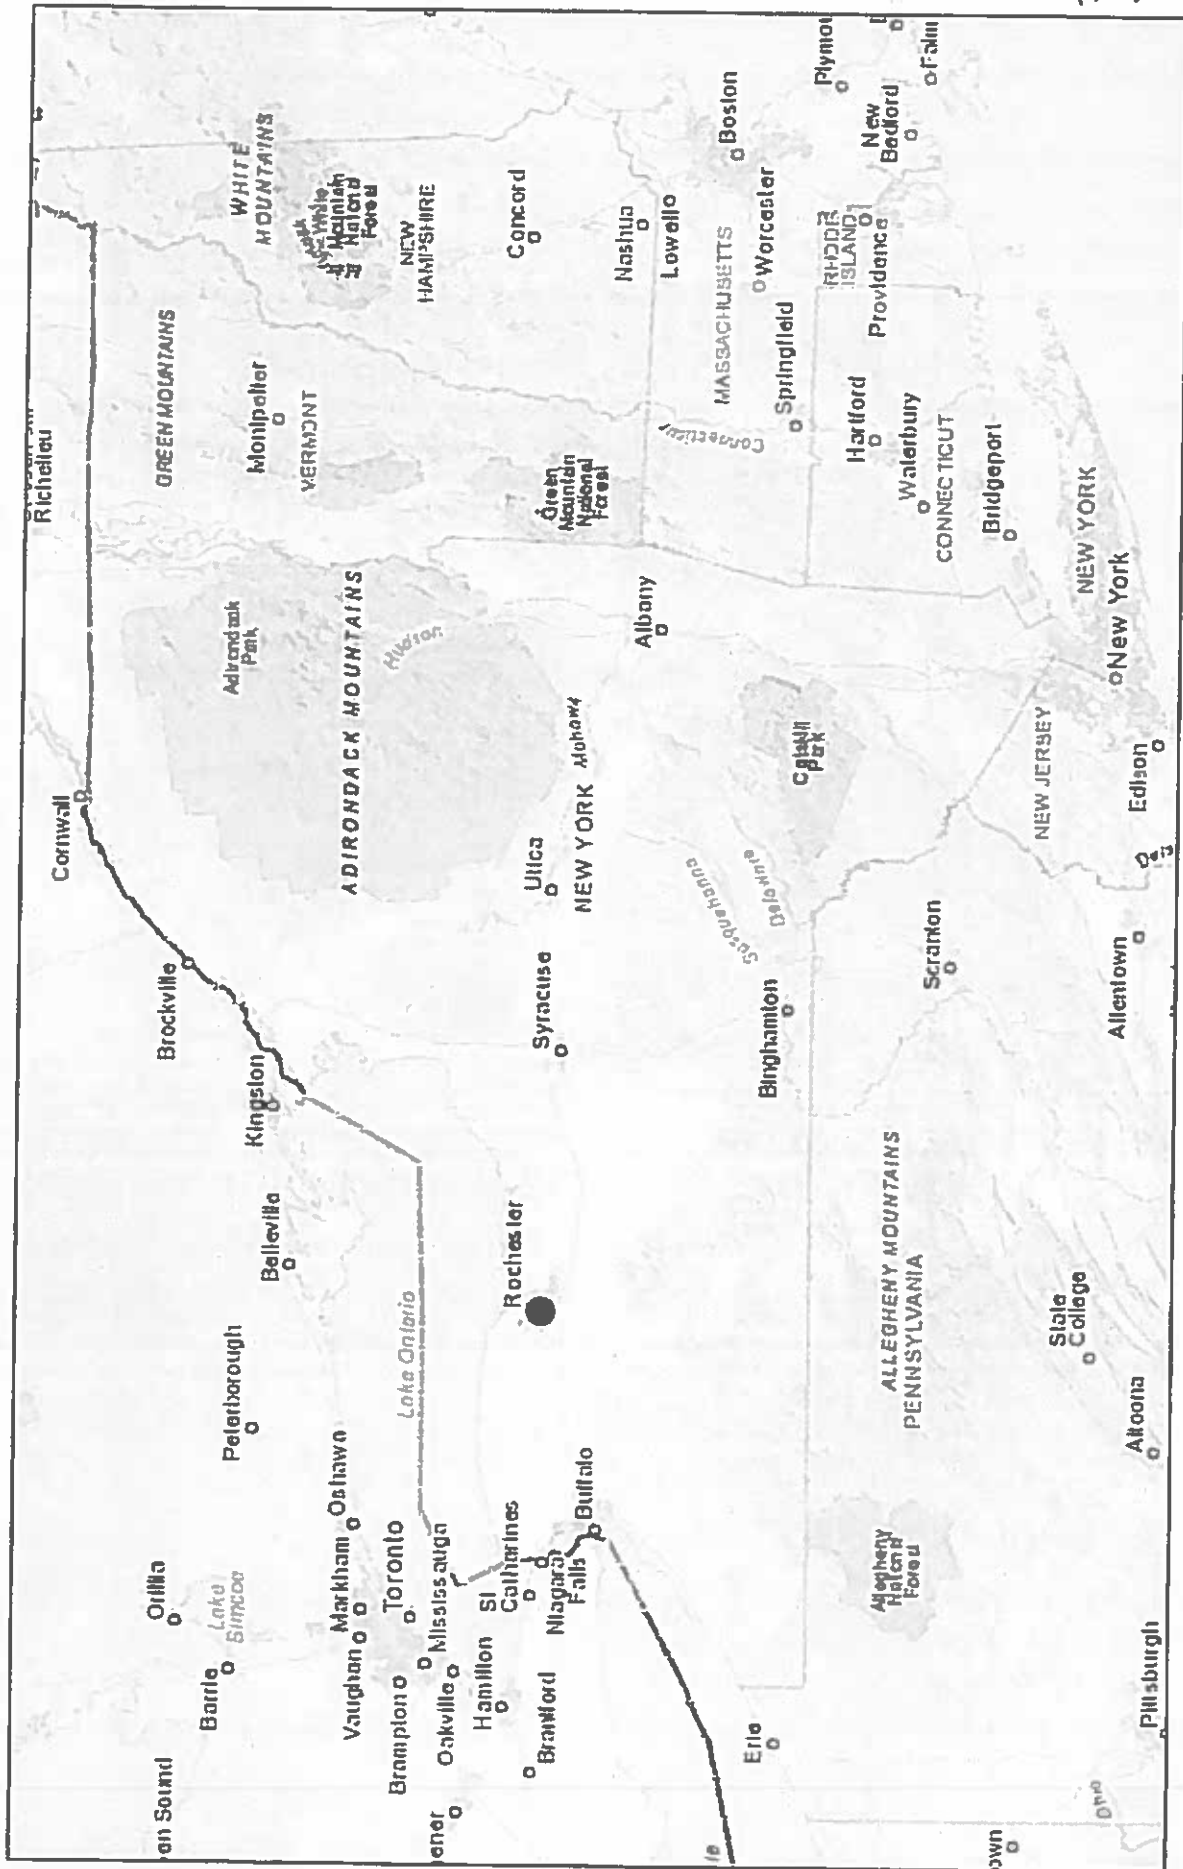 Richelieu
Cornwall
Brockville
Kingston
Belleville
Peterborough
Orillia
Lake
Simcoe
Barrie
Oshawa
Markham
Vaughan
Toronto
Brampton
Mississauga
Oakville
Hamilton
St
Catharines
Niagara
Falls
Brantford
Buffalo
Lake Ontario
Rochester
Syracuse
Utica
NEW YORK
Mohawk
Adirondack
Park
ADIRONDACK MOUNTAINS
Hudson
GREEN MOUNTAINS
Montpelier
VERMONT
Green
Mountain
National
Forest
WHITE
MOUNTAINS
White
Mountain
National
Forest
NEW
HAMPSHIRE
Concord
Nashua
Lowell
Boston
Worcester
MASSACHUSETTS
Springfield
Connecticut
Plymou
New
Bedford
Falm
RHODE
ISLAND
Providence
Hartford
Waterbury
CONNECTICUT
Bridgeport
Albany
Catskill
Park
Susquehanna
Delaware
Binghamton
Scranton
NEW YORK
New York
NEW JERSEY
Edison
Allentown
ALLEGHENY MOUNTAINS
PENNSYLVANIA
State
College
Altoona
Allegheny
National
Forest
Erie
Pittsburgh
Ohio
an Sound
ener
own